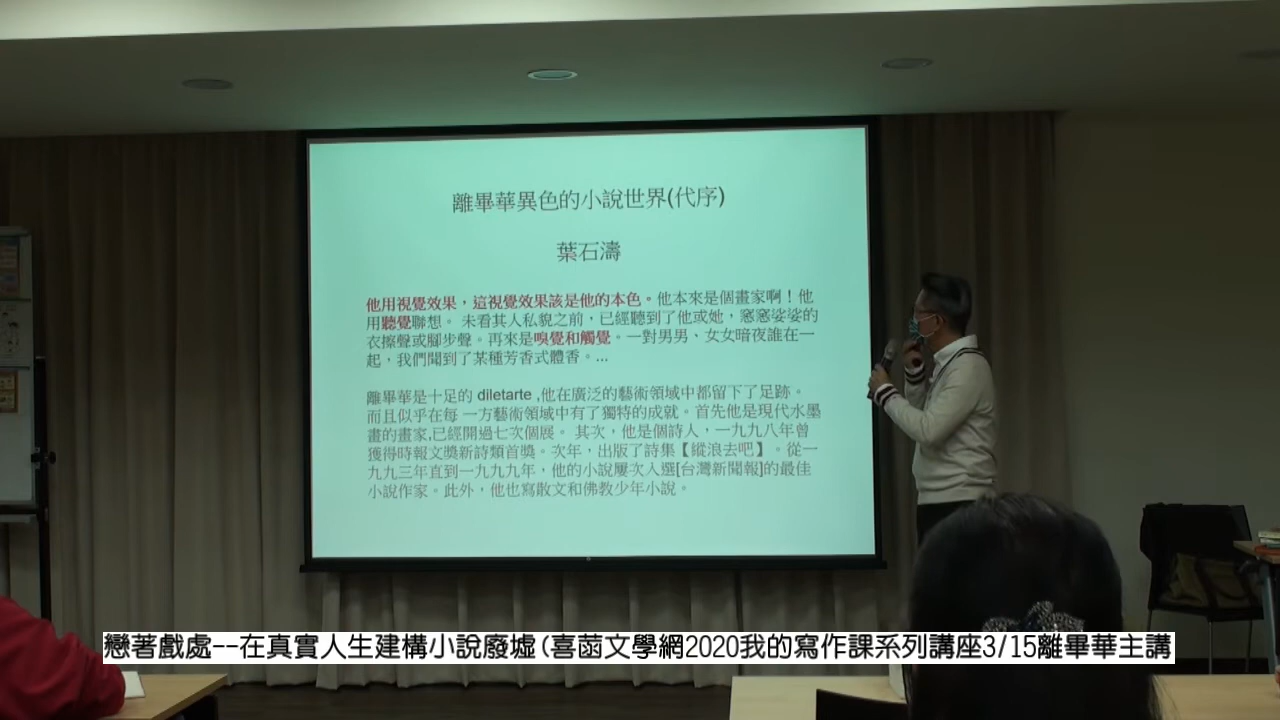 離畢華異色的小說世界(代序)
葉石濤
他用視覺效果，這視覺效果該是他的本色。他本來是個畫家啊！他
用聽覺聯想。 未看其人私貌之前，已經聽到了他或她，窸窸娑娑的
衣擦聲或腳步聲。再來是嗅覺和觸覺。一對男男、女女暗夜誰在一
起，我們聞到了某種芳香式體香。...
離畢華是十足的 diletarte ,他在廣泛的藝術領域中都留下了足跡。
而且似乎在每 一方藝術領域中有了獨特的成就。首先他是現代水墨
畫的畫家,已經開過七次個展。 其次，他是個詩人，一九九八年曾
獲得時報文獎新詩類首獎。次年，出版了詩集【縱浪去吧】。從一
九九三年直到一九九九年，他的小說屢次入選[台灣新聞報]的最佳
小說作家。此外，他也寫散文和佛教少年小說。
戀著戲處--在真實人生建構小說廢墟(喜菡文學網2020我的寫作課系列講座3/15離畢華主講